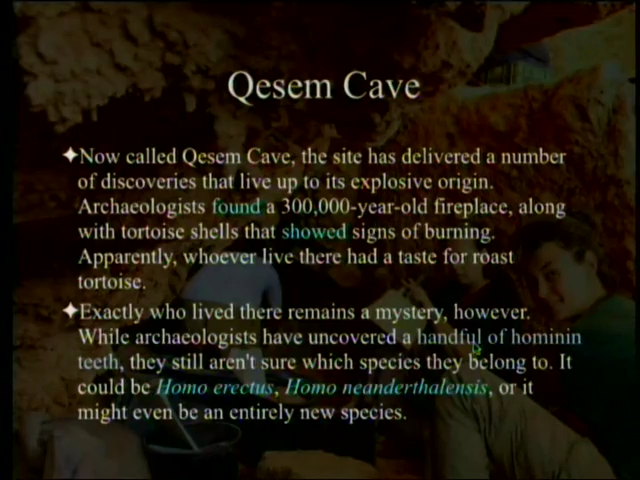 Qesem Cave
✦Now called Qesem Cave, the site has delivered a number
of discoveries that live up to its explosive origin.
Archaeologists found a 300,000-year-old fireplace, along
with tortoise shells that showed signs of burning.
Apparently, whoever live there had a taste for roast
tortoise.
✦Exactly who lived there remains a mystery, however.
While archaeologists have uncovered a handful of hominin
teeth, they still aren't sure which species they belong to. It
could be Homo erectus, Homo neanderthalensis, or it
might even be an entirely new species.